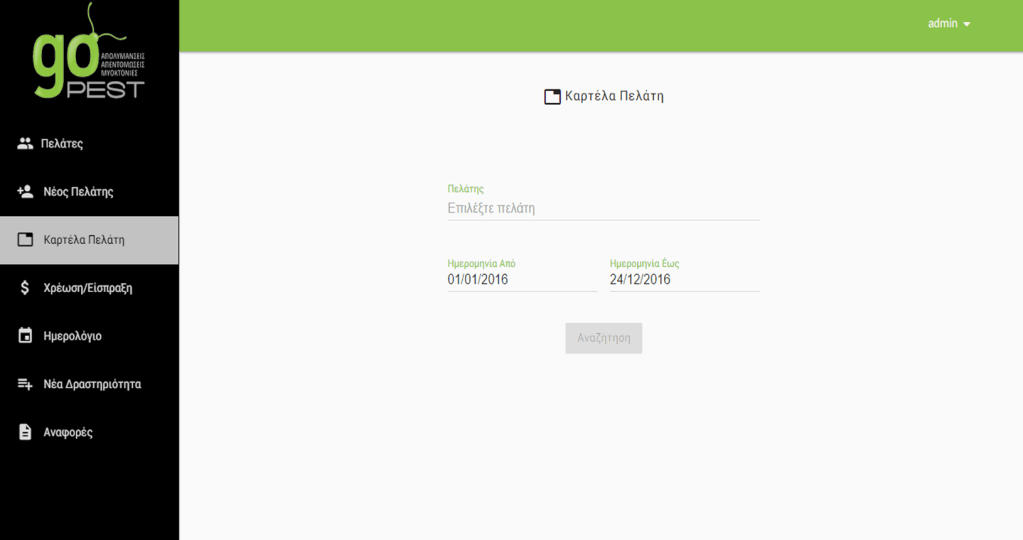 go
ΑΠΟΛΥΜΑΝΣΕΙΣ
ΑΠΕΝΤΟΜΩΣΕΙΣ
ΜΥΟΚΤΟΝΙΕΣ
PEST
admin
Πελάτες
Νέος Πελάτης
Καρτέλα Πελάτη
Χρέωση/Είσπραξη
Ημερολόγιο
Νέα Δραστηριότητα
Αναφορές
Καρτέλα Πελάτη
Πελάτης
Επιλέξτε πελάτη
Ημερομηνία Από
Ημερομηνία Έως
01/01/2016
24/12/2016
Αναζήτηση